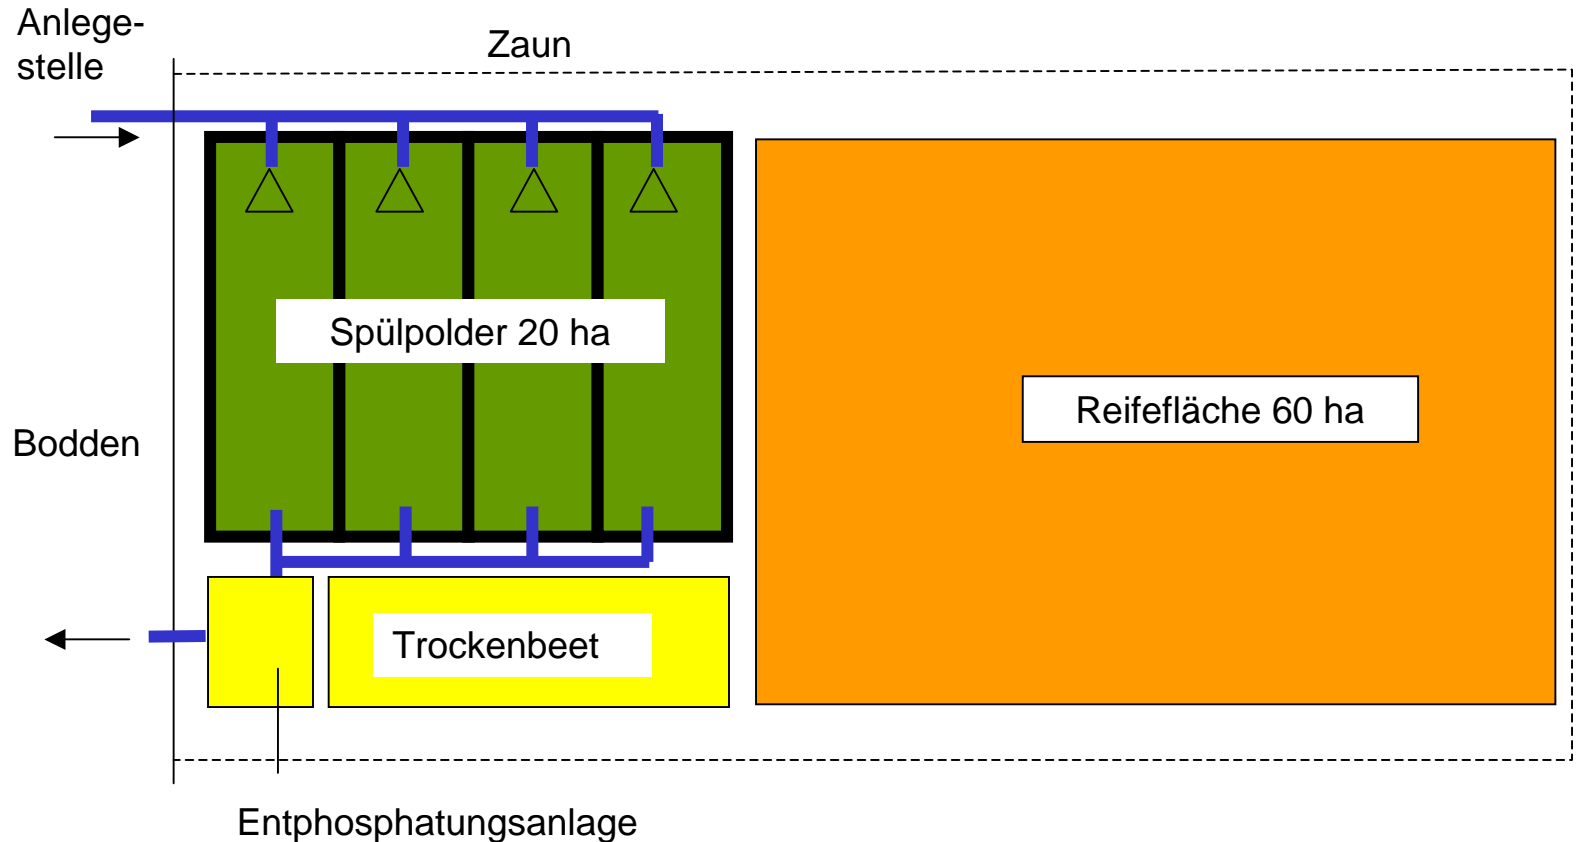 Anlege-
stelle
Zaun
Spülpolder 20 ha
Reifefläche 60 ha
Bodden
Trockenbeet
Entphosphatungsanlage